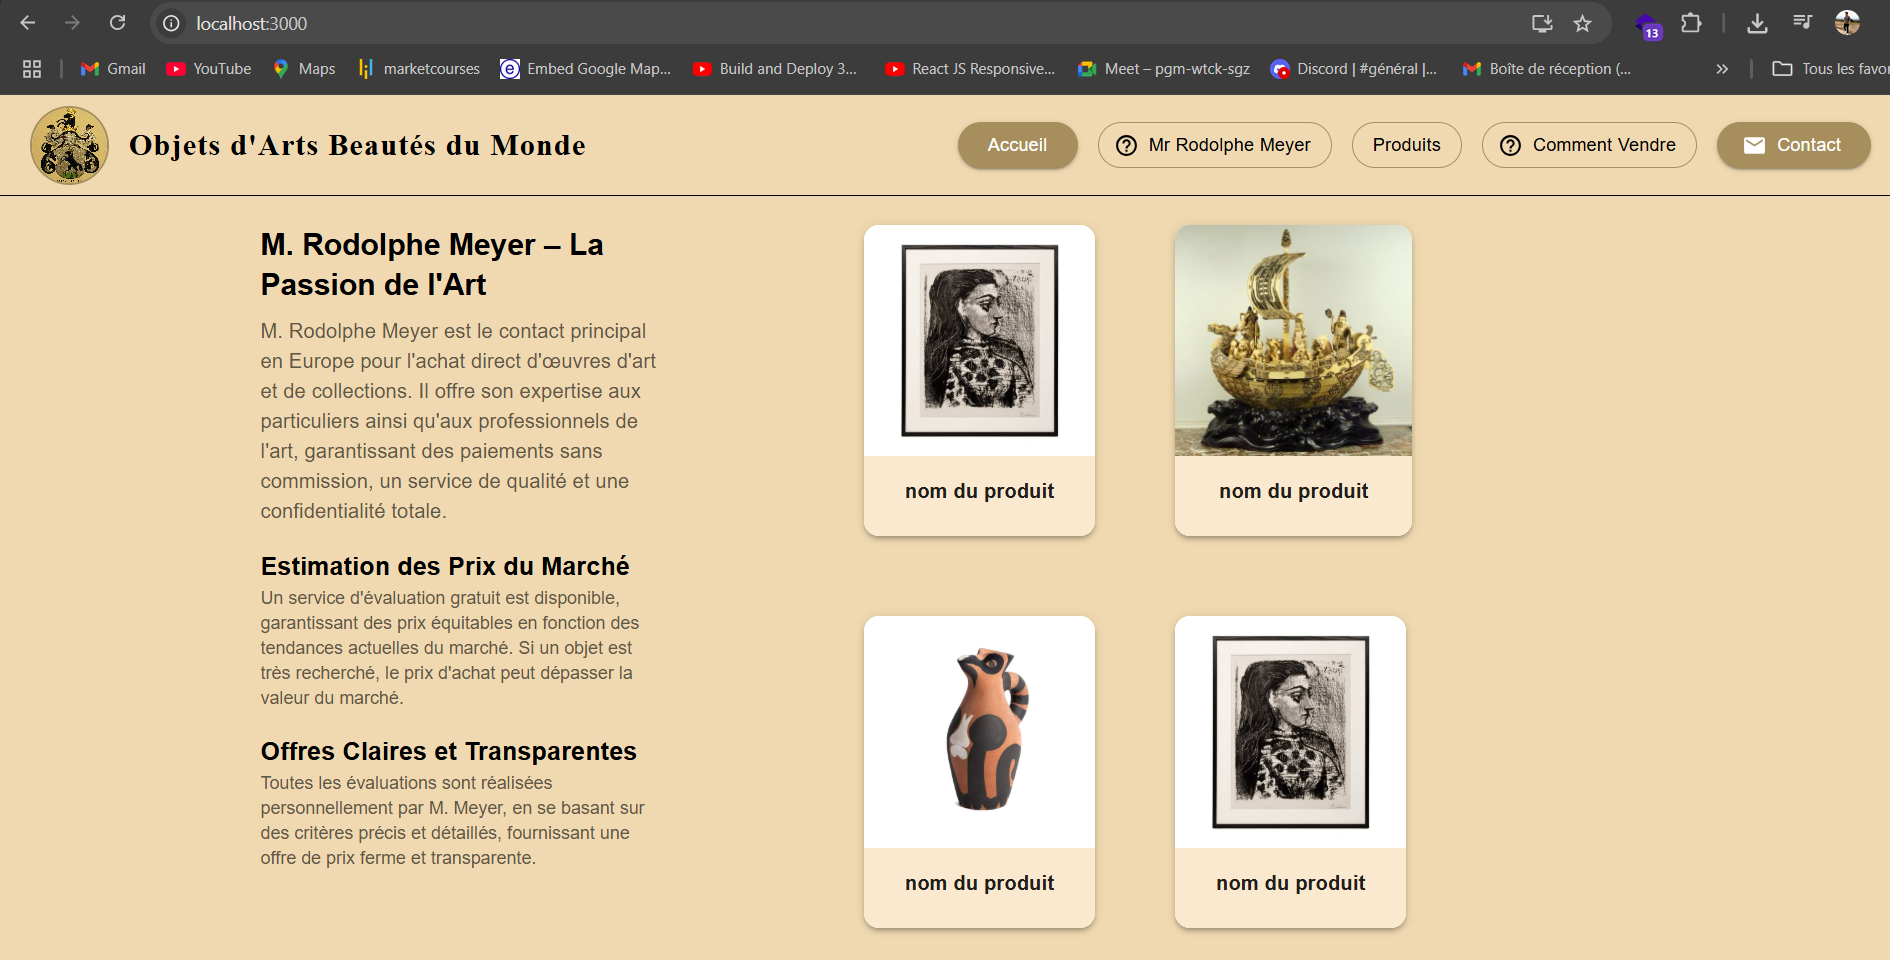 localhost:3000
13
Gmail
YouTube
Maps
marketcourses
Embed Google Map...
Build and Deploy 3...
React JS Responsive...
Meet – pgm-wtck-sgz
Discord | #général |...
Boîte de réception (...
Tous les favor
Objets d'Arts Beautés du Monde
Accueil
Mr Rodolphe Meyer
Produits
Comment Vendre
Contact
M. Rodolphe Meyer – La
Passion de l'Art
M. Rodolphe Meyer est le contact principal
en Europe pour l'achat direct d'œuvres d'art
et de collections. Il offre son expertise aux
particuliers ainsi qu'aux professionnels de
l'art, garantissant des paiements sans
commission, un service de qualité et une
confidentialité totale.
Estimation des Prix du Marché
Un service d'évaluation gratuit est disponible,
garantissant des prix équitables en fonction des
tendances actuelles du marché. Si un objet est
très recherché, le prix d'achat peut dépasser la
valeur du marché.
Offres Claires et Transparentes
Toutes les évaluations sont réalisées
personnellement par M. Meyer, en se basant sur
des critères précis et détaillés, fournissant une
offre de prix ferme et transparente.
nom du produit
nom du produit
nom du produit
nom du produit